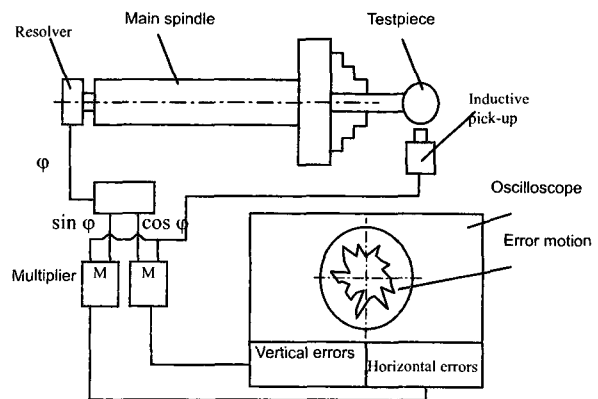 Main spindle
Testpiece
Resolver
Inductive
pick-up
φ
Oscilloscope
sin φ
cos φ
Error motion
Multiplier
M
M
Vertical errors
Horizontal errors